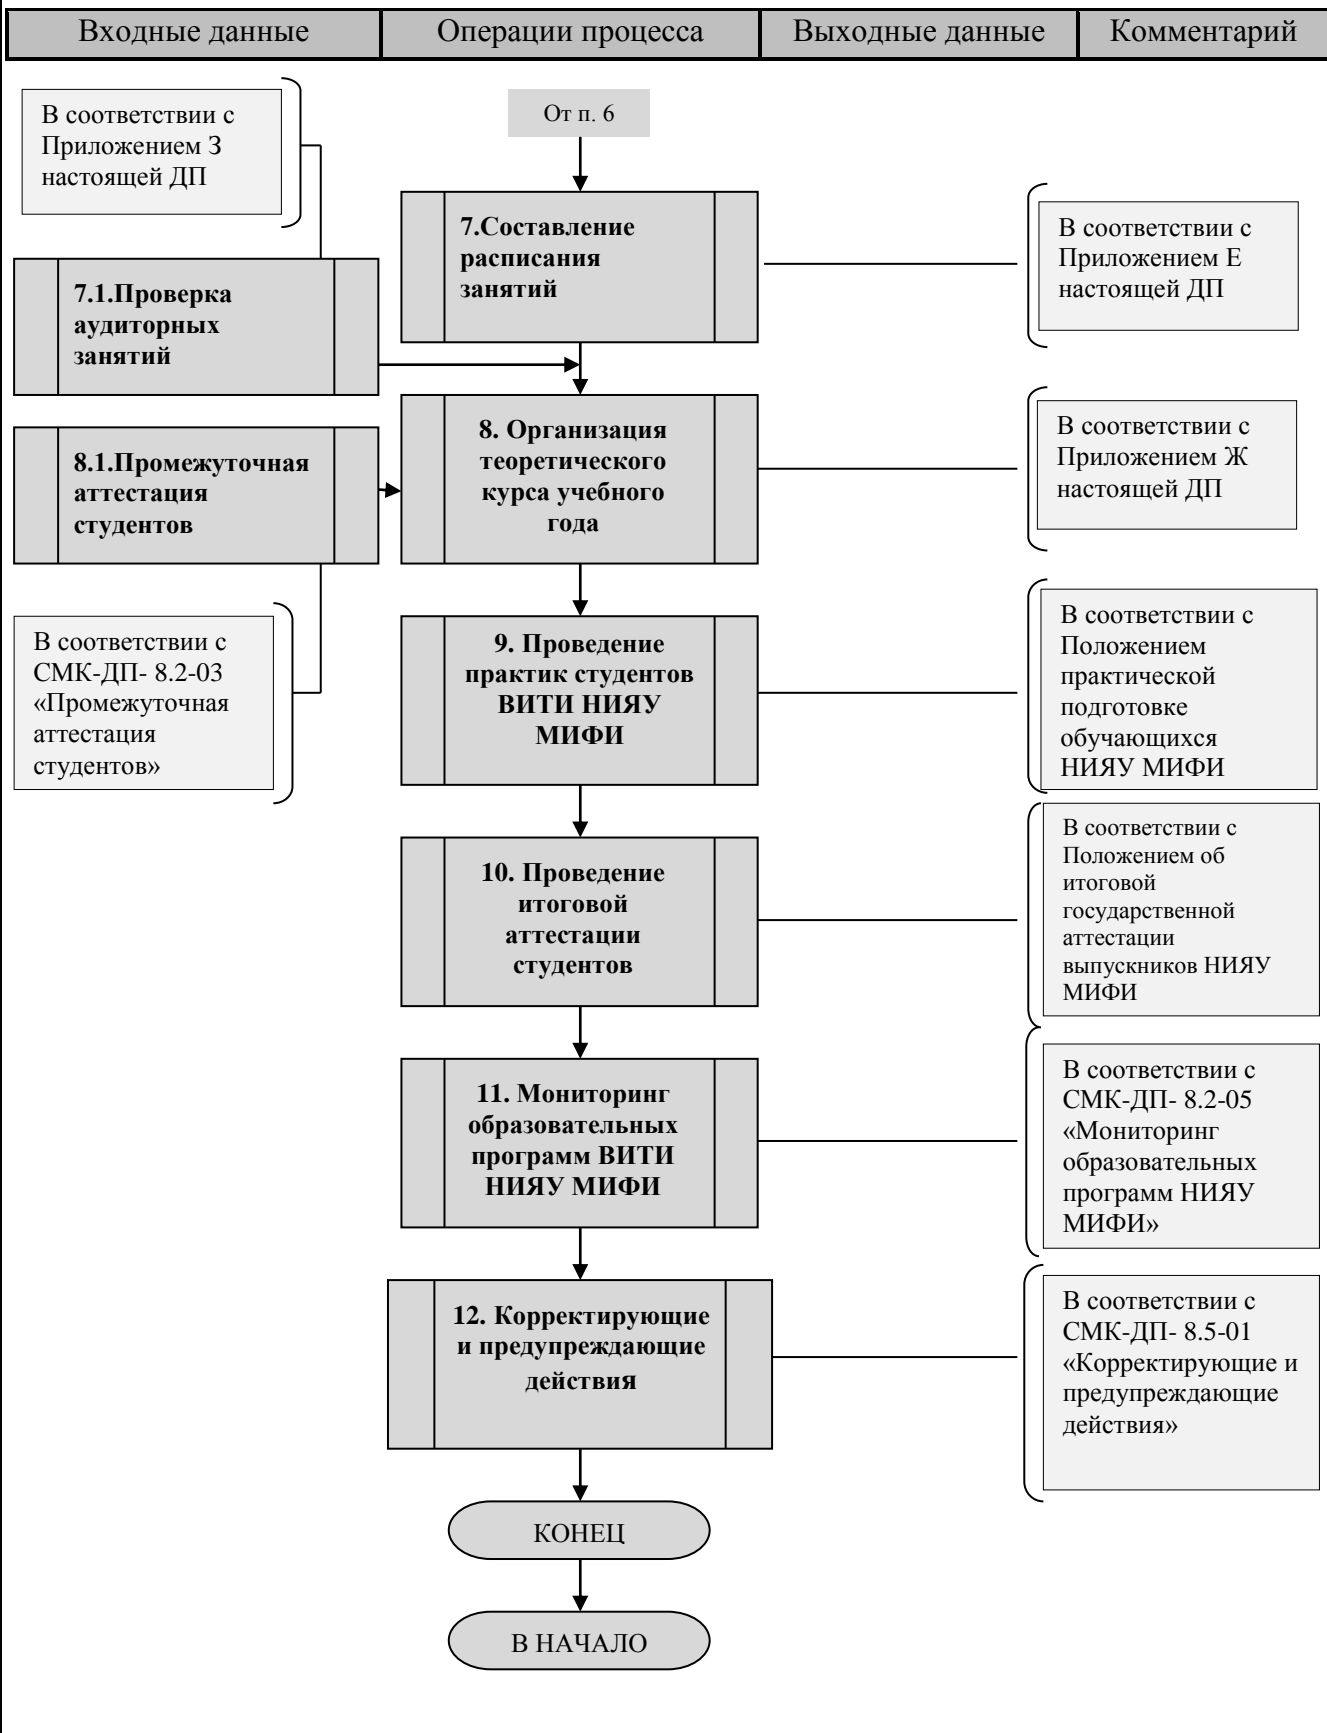 Входные данные
Операции процесса
Выходные данные
Комментарий
В соответствии с
Приложением З
настоящей ДП
От п. 6
7.Составление
расписания
занятий
В соответствии с
Приложением Е
настоящей ДП
7.1.Проверка
аудиторных
занятий
8. Организация
теоретического
курса учебного
года
В соответствии с
Приложением Ж
настоящей ДП
8.1.Промежуточная
аттестация
студентов
В соответствии с
СМК-ДП- 8.2-03
«Промежуточная
аттестация
студентов»
9. Проведение
практик студентов
ВИТИ НИЯУ
МИФИ
В соответствии с
Положением
практической
подготовке
обучающихся
НИЯУ МИФИ
10. Проведение
итоговой
аттестации
студентов
В соответствии с
Положением об
итоговой
государственной
аттестации
выпускников НИЯУ
МИФИ
11. Мониторинг
образовательных
программ ВИТИ
НИЯУ МИФИ
В соответствии с
СМК-ДП- 8.2-05
«Мониторинг
образовательных
программ НИЯУ
МИФИ»
12. Корректирующие
и предупреждающие
действия
В соответствии с
СМК-ДП- 8.5-01
«Корректирующие и
предупреждающие
действия»
КОНЕЦ
В НАЧАЛО